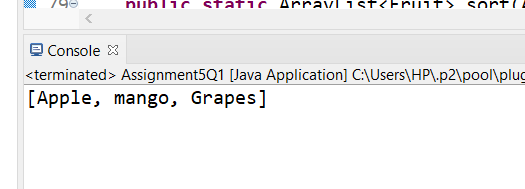 79 public static ArrayList<Fruit> sort(
Console
<terminated> Assignment5Q1 [Java Application] C:\Users\HP\.p2\pool\plug
[Apple, mango, Grapes]